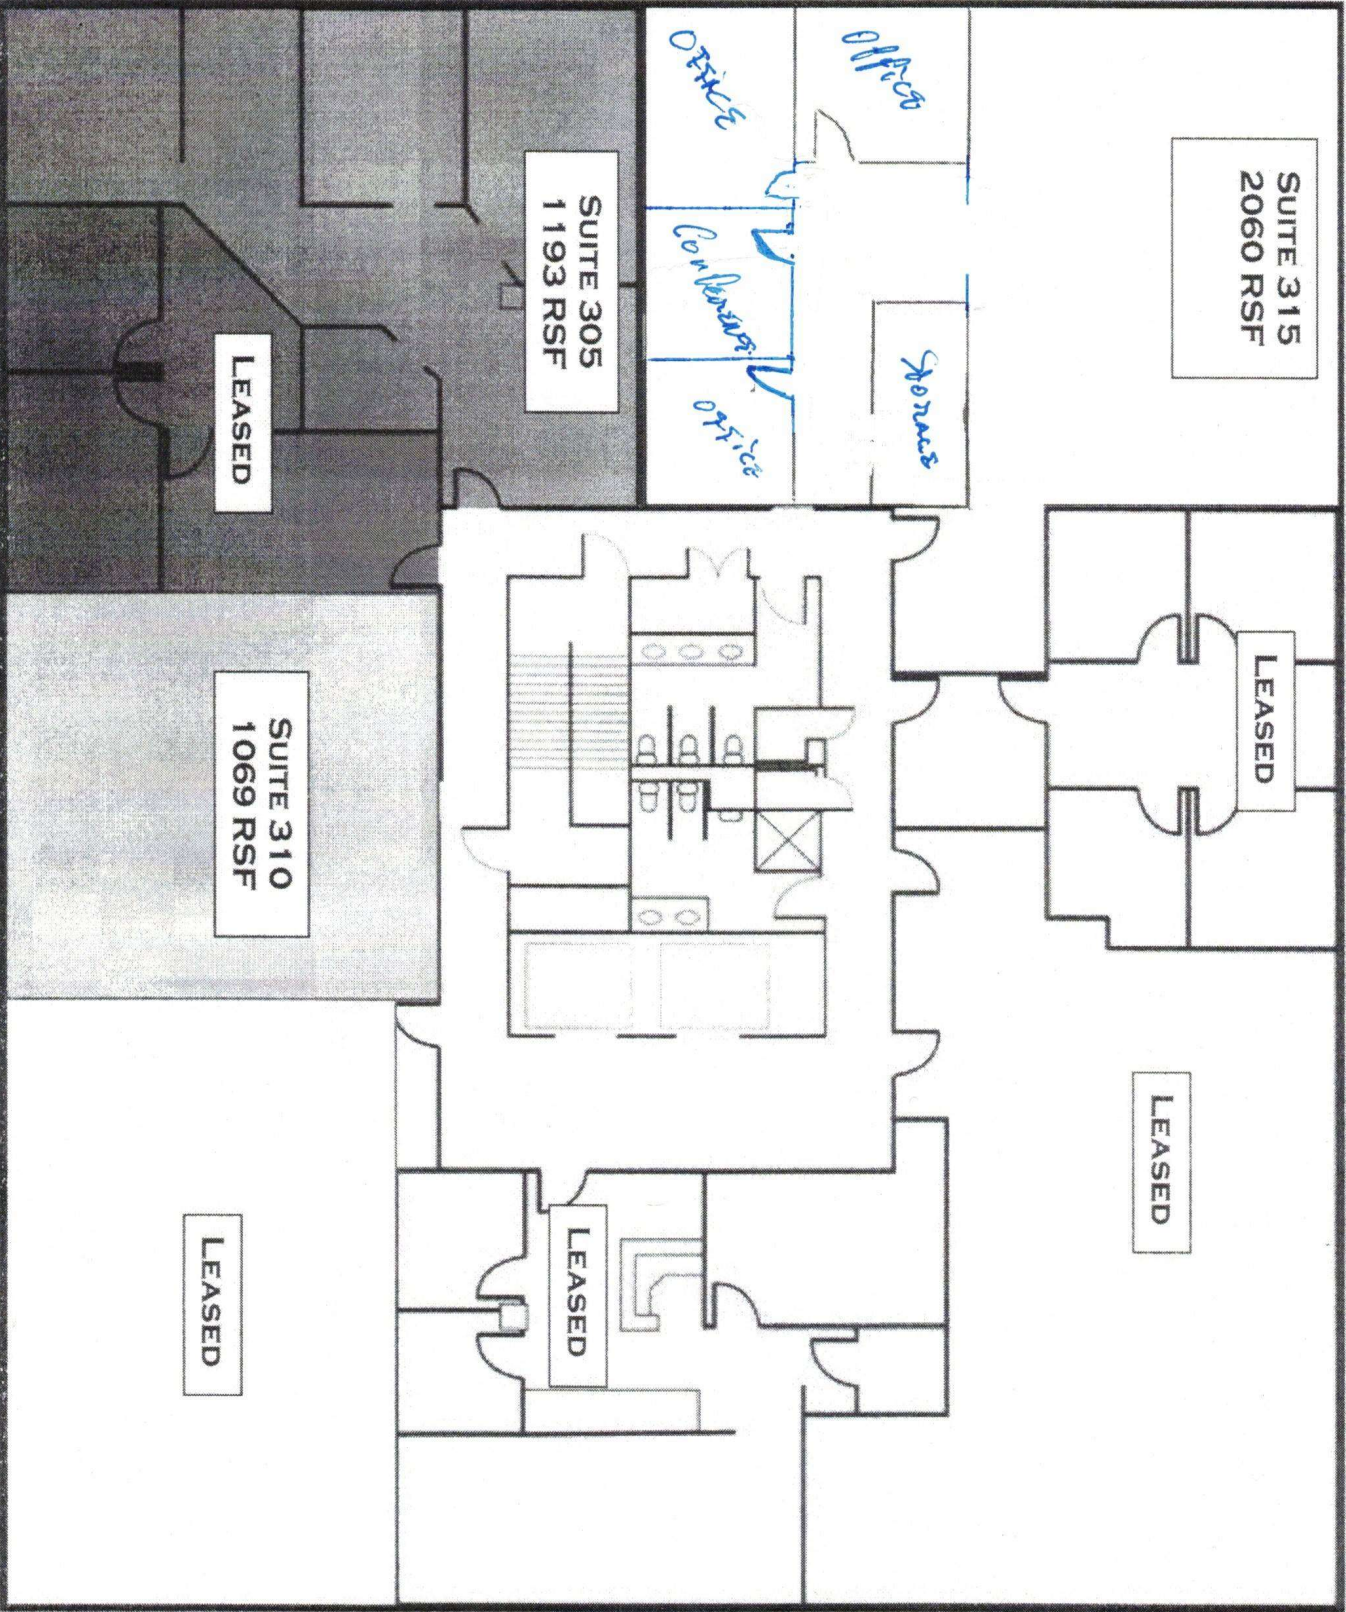 SUITE 315
2060 RSF
Office
OFFICE
Conference
Storage
office
SUITE 305
1193 RSF
LEASED
LEASED
SUITE 310
1069 RSF
LEASED
LEASED
LEASED